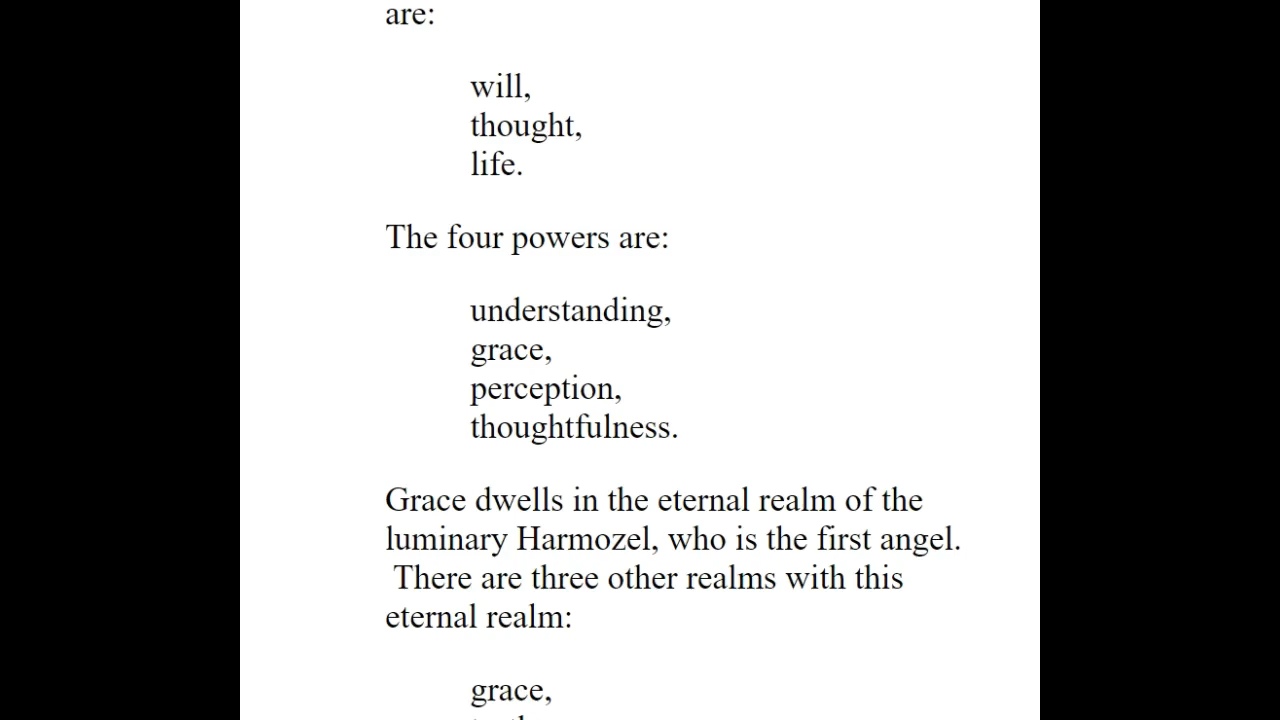 are:
will,
thought,
life.
The four powers are:
understanding,
grace,
perception,
thoughtfulness.
Grace dwells in the eternal realm of the
luminary Harmozel, who is the first angel.
There are three other realms with this
eternal realm:
grace,